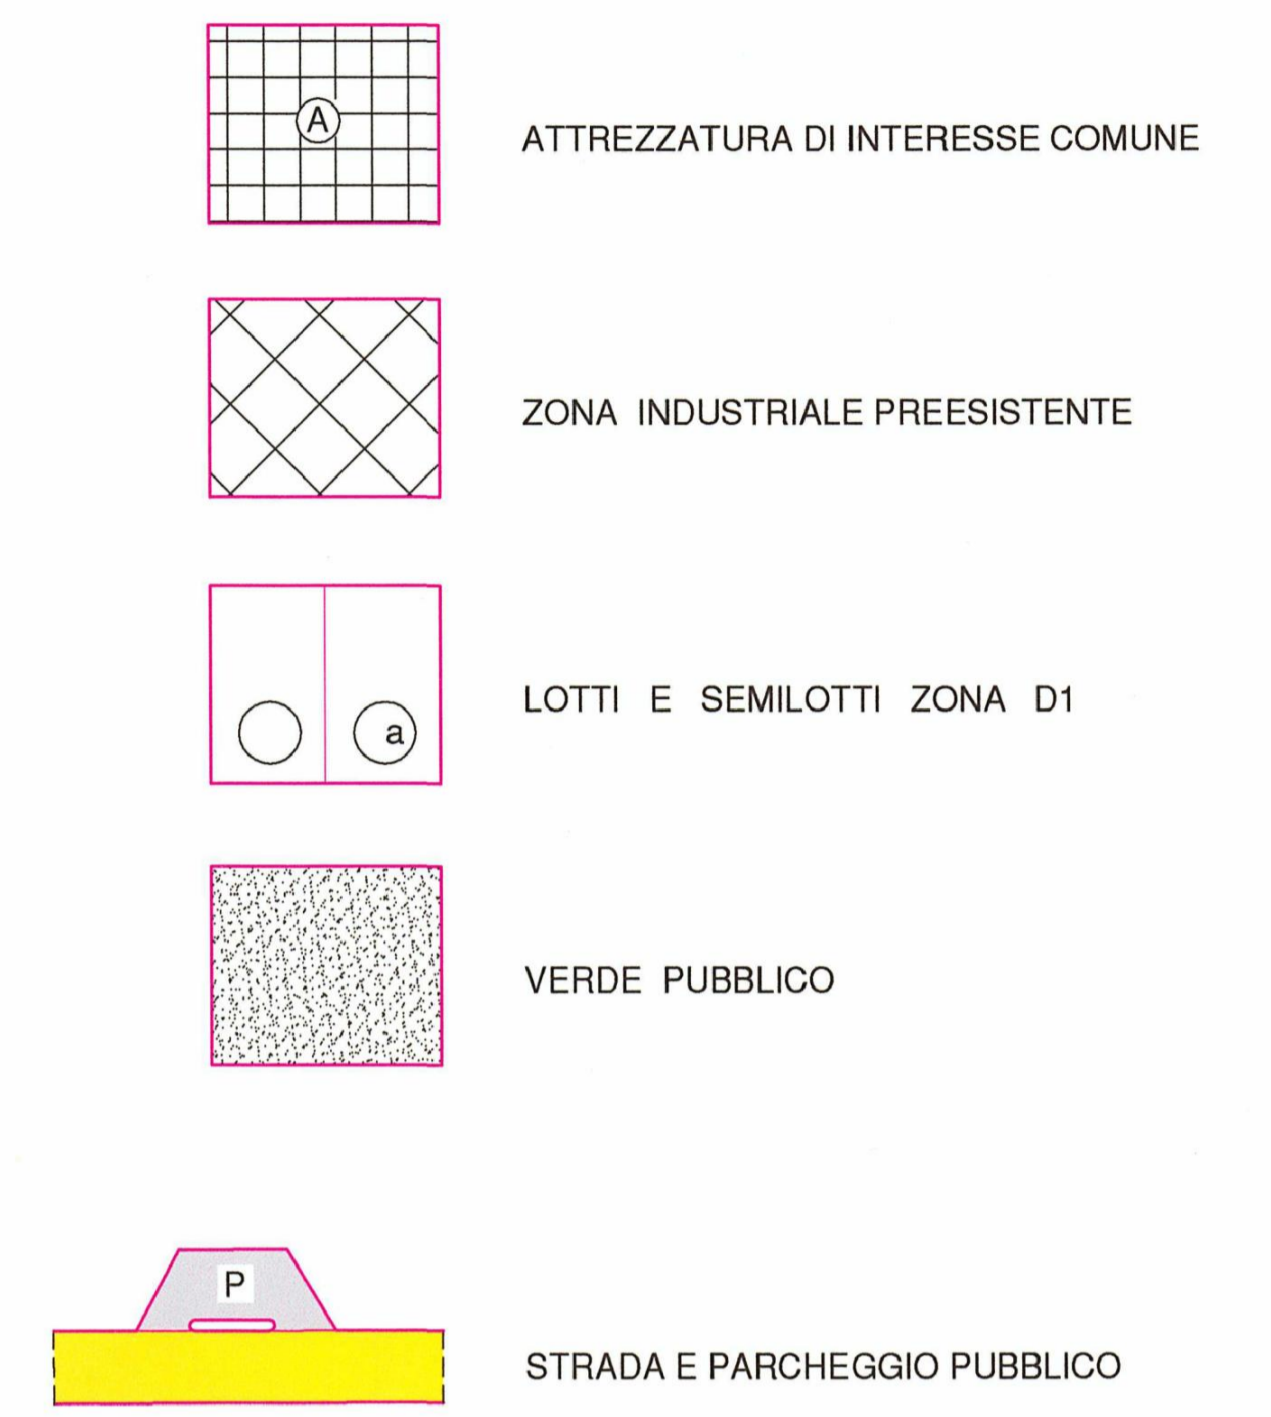 A
ATTREZZATURA DI INTERESSE COMUNE
ZONA INDUSTRIALE PREESISTENTE
a
LOTTI E SEMILOTTI ZONA D1
VERDE PUBBLICO
P
STRADA E PARCHEGGIO PUBBLICO